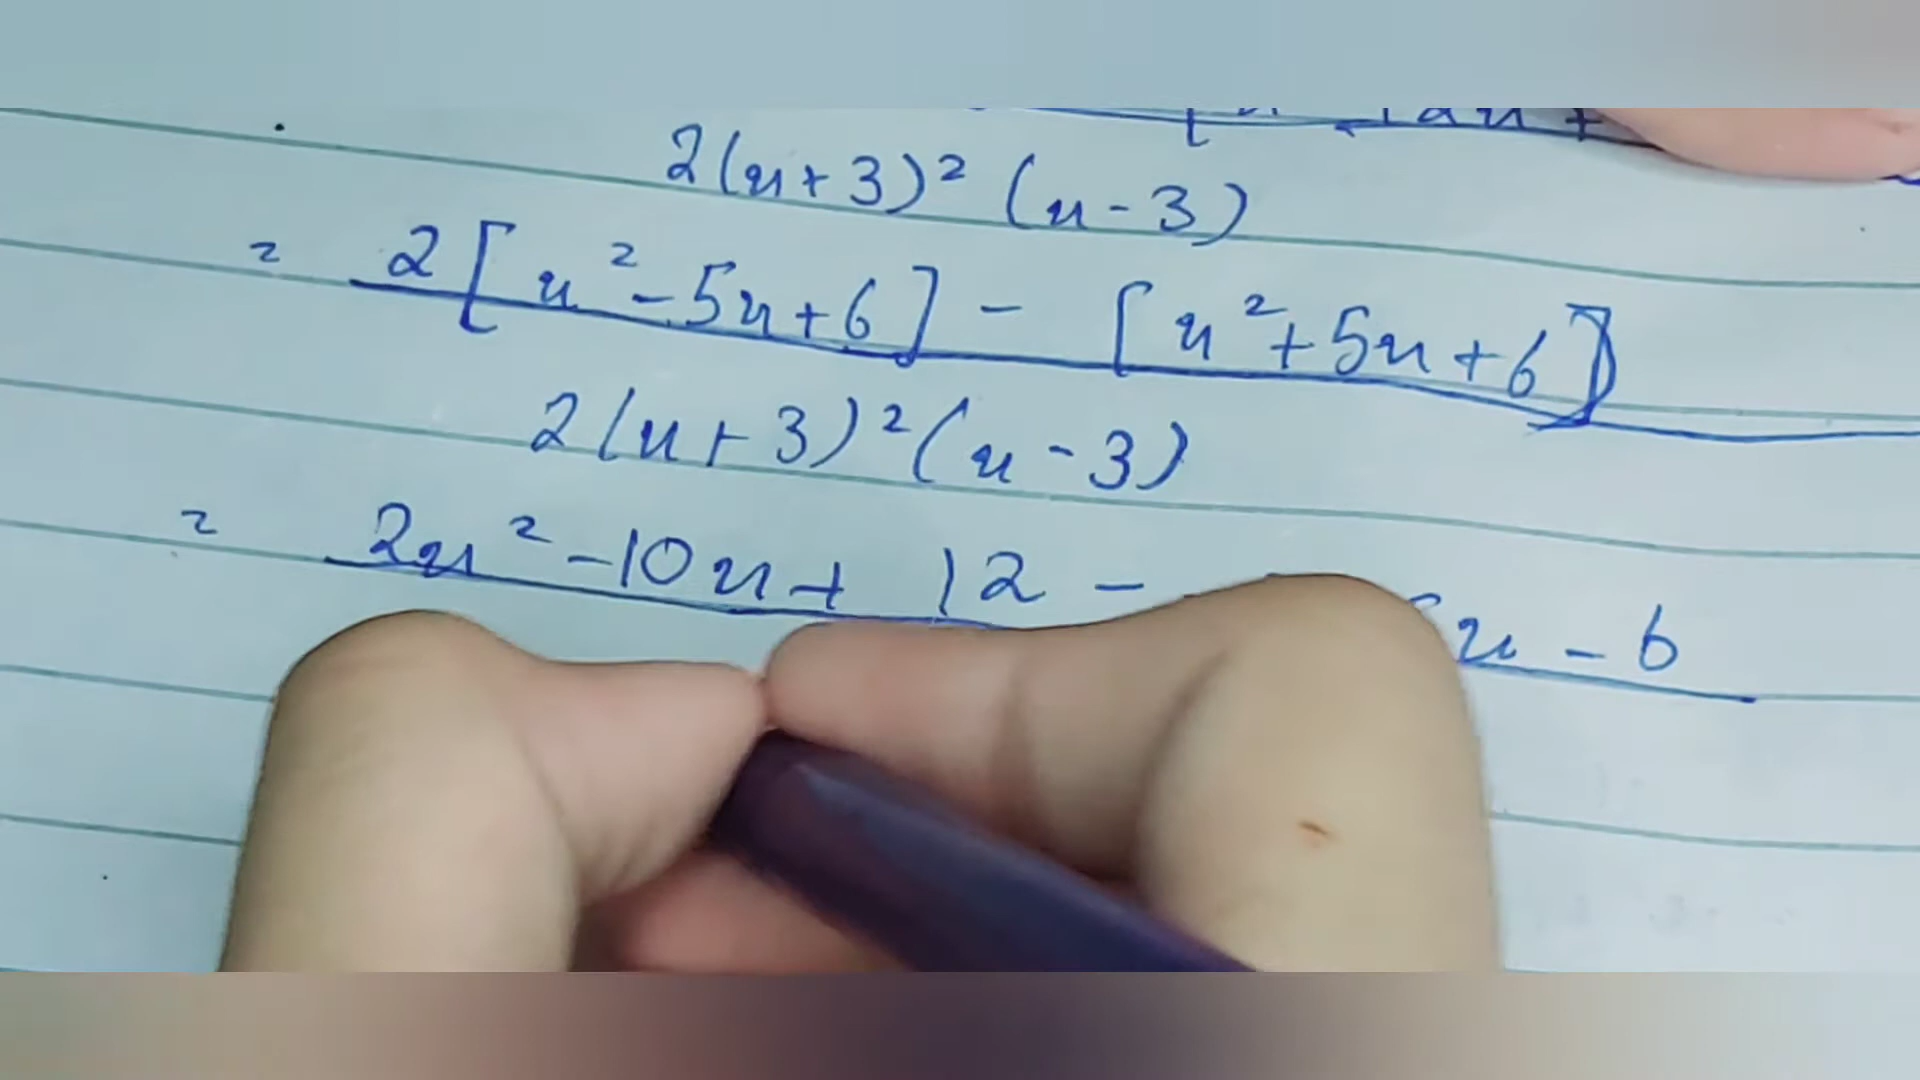 2(x+3)² (x-3)
= 2[x²-5x+6] - [x²+5x+6]
2(x+3)²(x-3)
= 2x²-10x+ 12 - x - 6